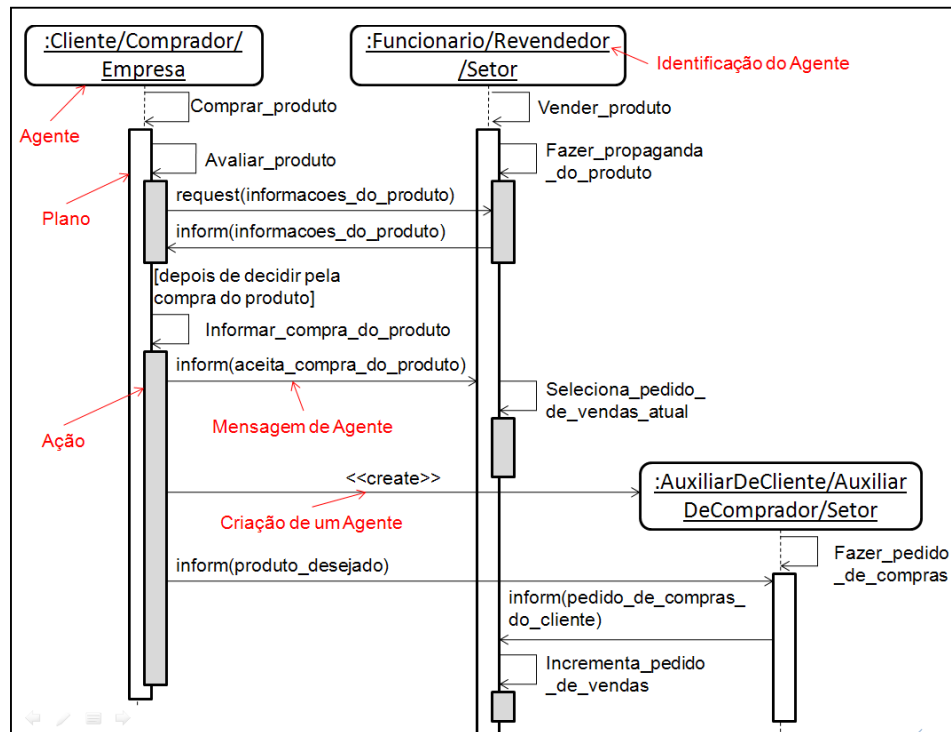 :Cliente/Comprador/
Empresa
:Funcionario/Revendedor
/Setor
Identificação do Agente
Agente
Comprar_produto
Vender_produto
Avaliar_produto
Fazer_propaganda
_do_produto
Plano
request(informacoes_do_produto)
inform(informacoes_do_produto)
[depois de decidir pela
compra do produto]
Informar_compra_do_produto
inform(aceita_compra_do_produto)
Seleciona_pedido_
de_vendas_atual
Mensagem de Agente
Ação
<<create>>
:AuxiliarDeCliente/Auxiliar
DeComprador/Setor
Criação de um Agente
Fazer_pedido
_de_compras
inform(produto_desejado)
inform(pedido_de_compras_
do_cliente)
Incrementa_pedido
_de_vendas